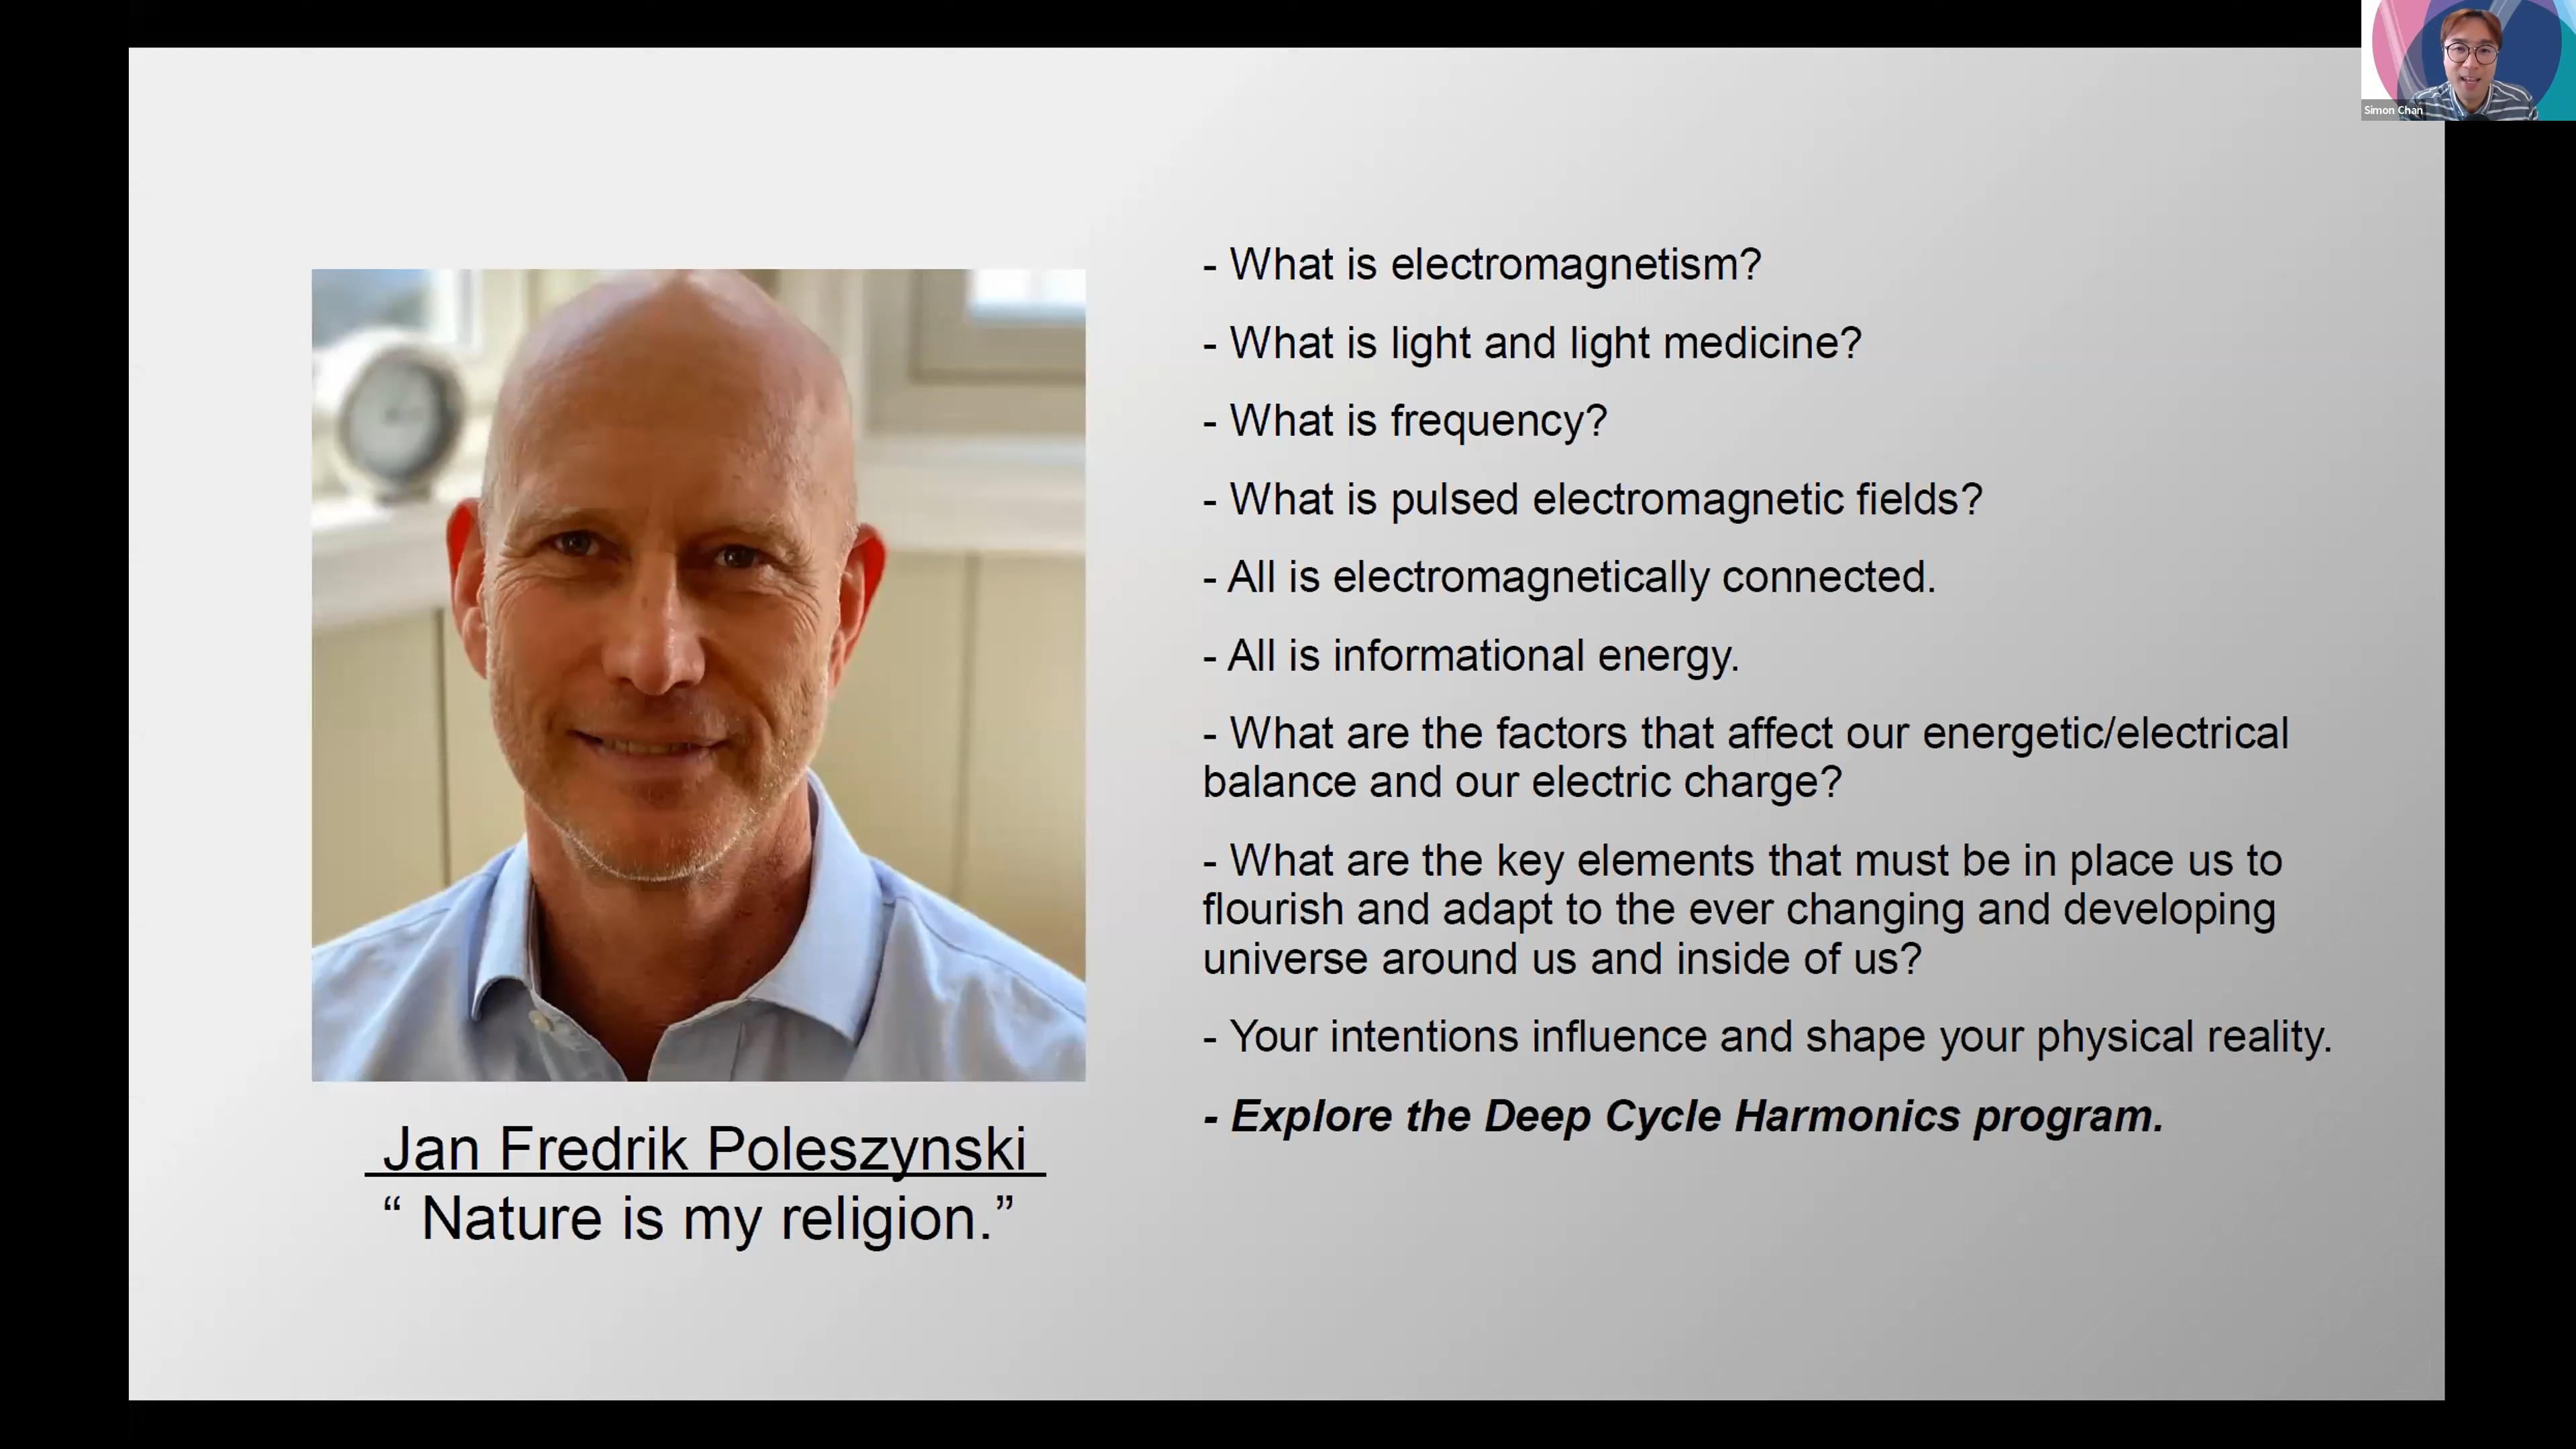 Simon Chan
- What is electromagnetism?
- What is light and light medicine?
- What is frequency?
- What is pulsed electromagnetic fields?
- All is electromagnetically connected.
- All is informational energy.
- What are the factors that affect our energetic/electrical
balance and our electric charge?
- What are the key elements that must be in place us to
flourish and adapt to the ever changing and developing
universe around us and inside of us?
- Your intentions influence and shape your physical reality.
- Explore the Deep Cycle Harmonics program.
Jan Fredrik Poleszynski
“ Nature is my religion.”